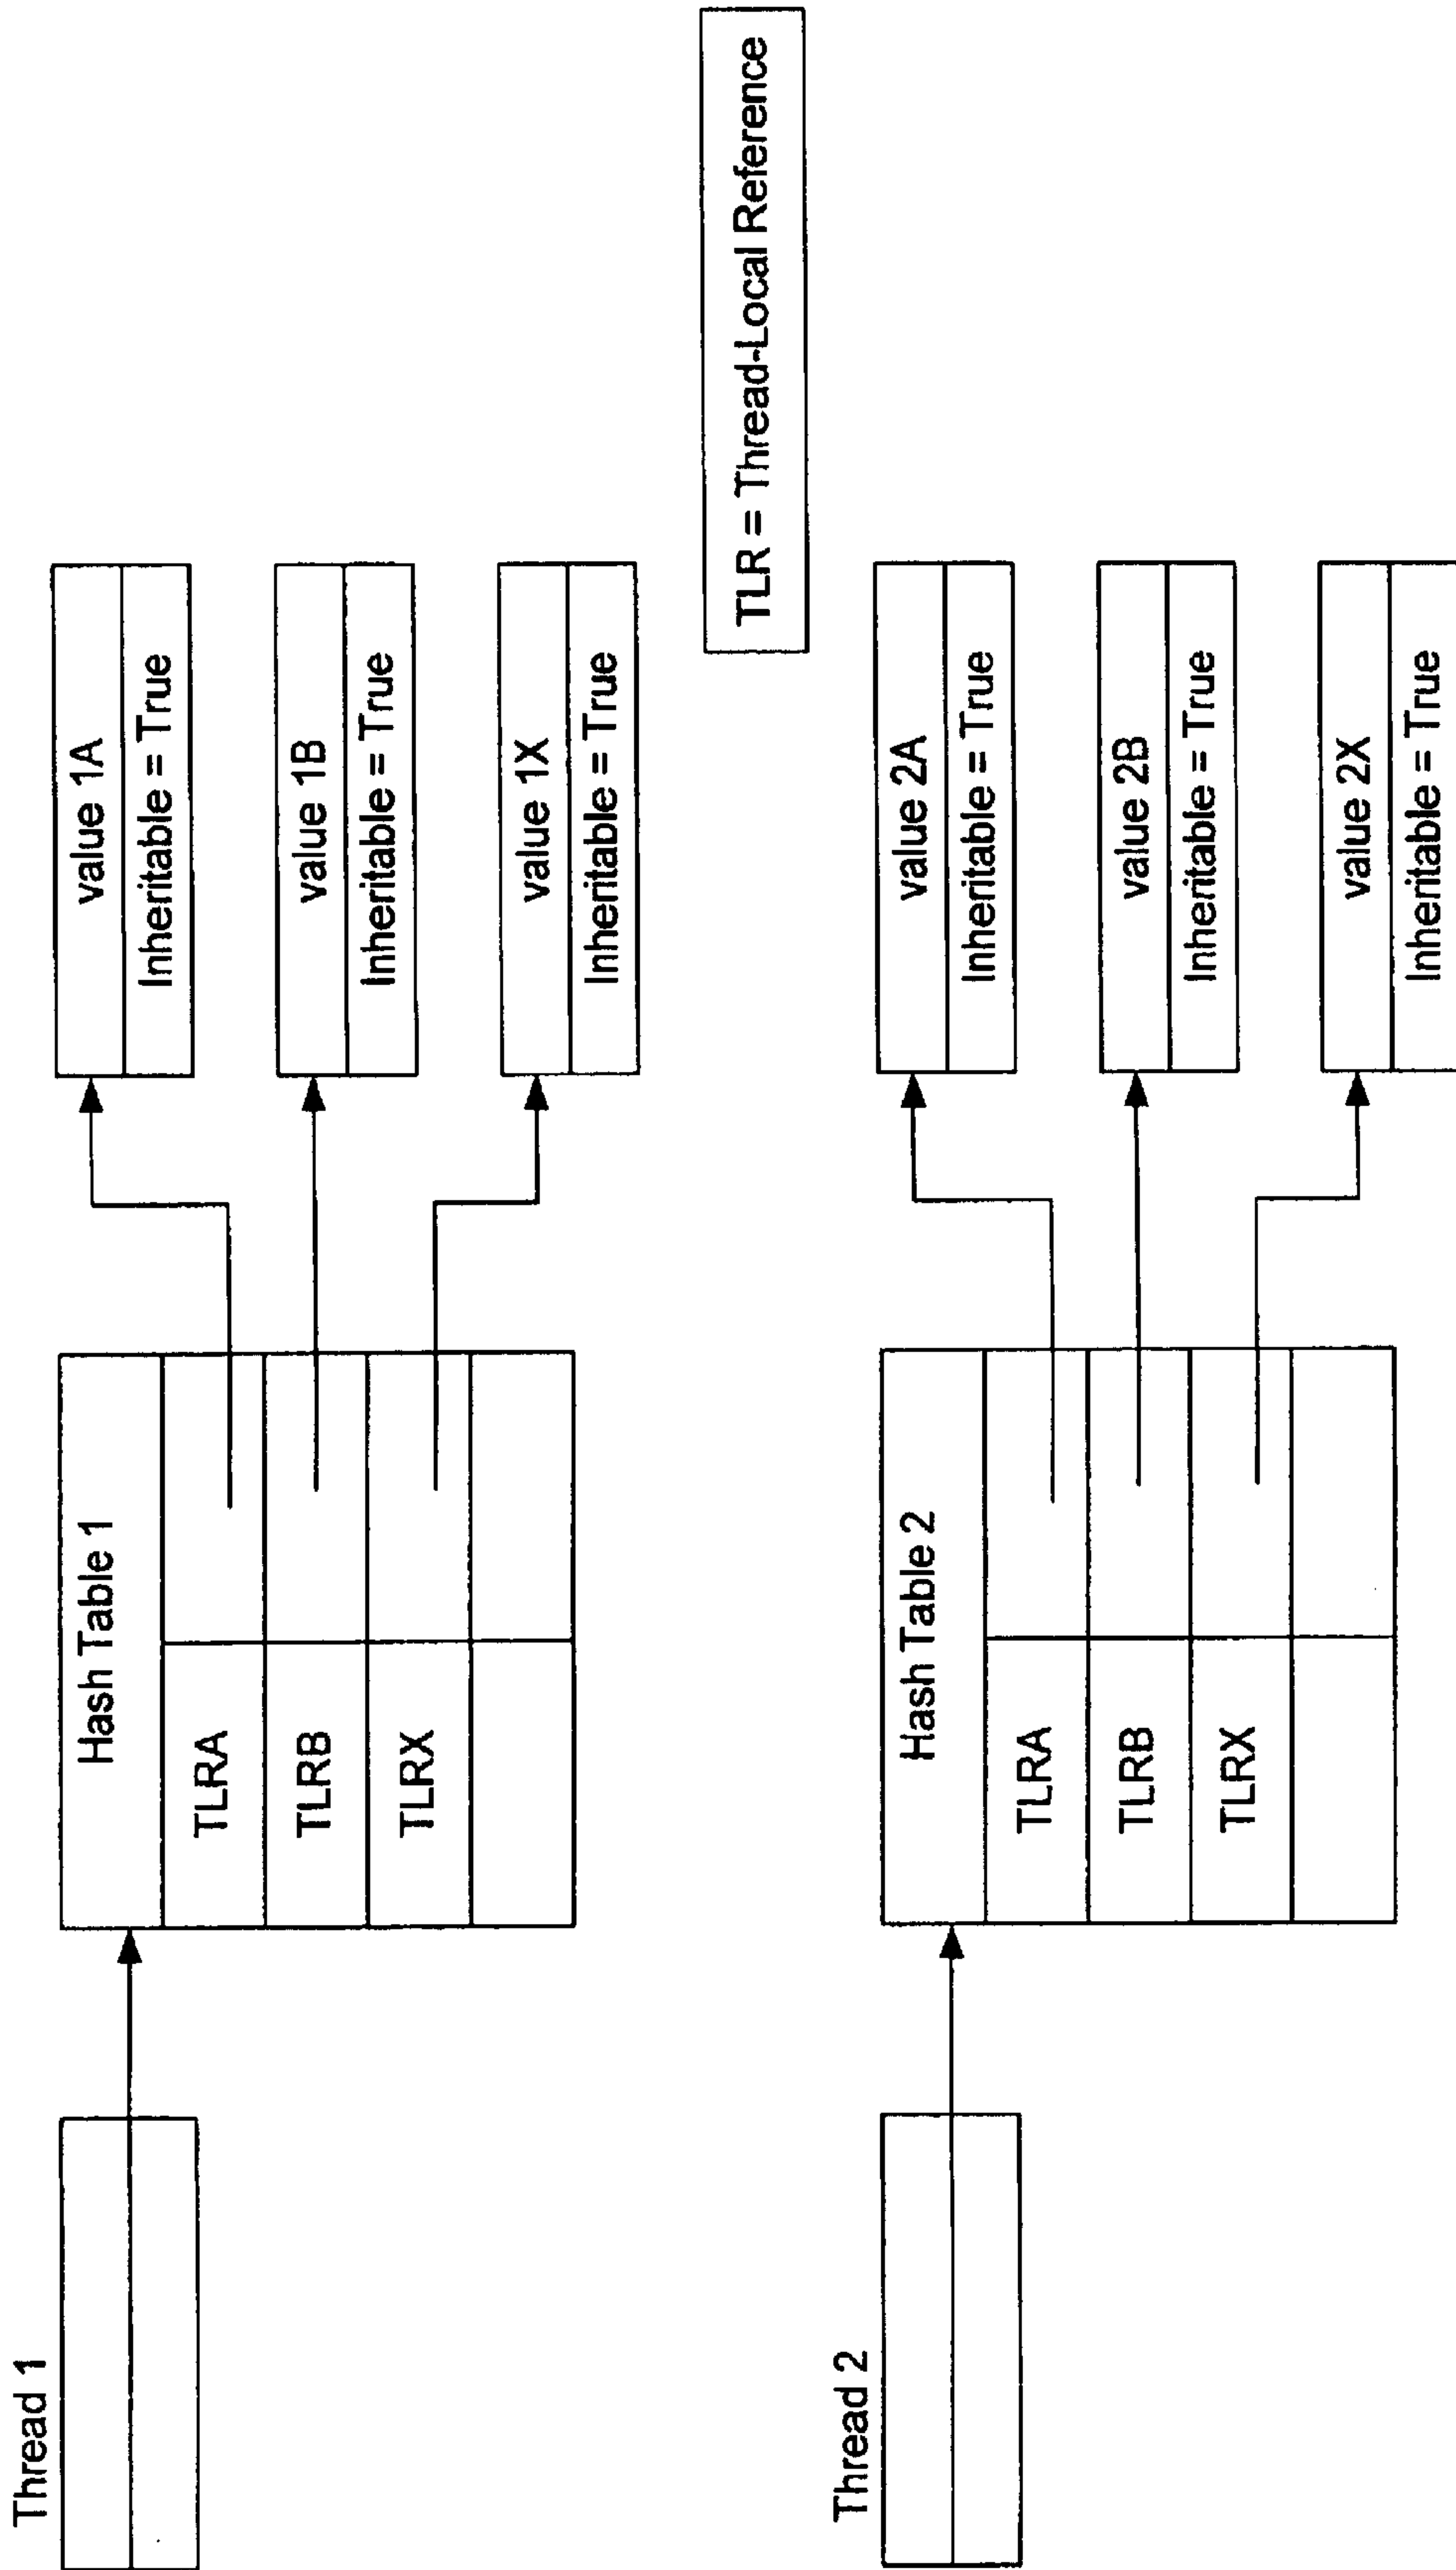 Thread 1
Hash Table 1
TLRA
TLRB
TLRX
value 1A
Inheritable = True
value 1B
Inheritable = True
value 1X
Inheritable = True
TLR = Thread-Local Reference
Thread 2
Hash Table 2
TLRA
TLRB
TLRX
value 2A
Inheritable = True
value 2B
Inheritable = True
value 2X
Inheritable = True